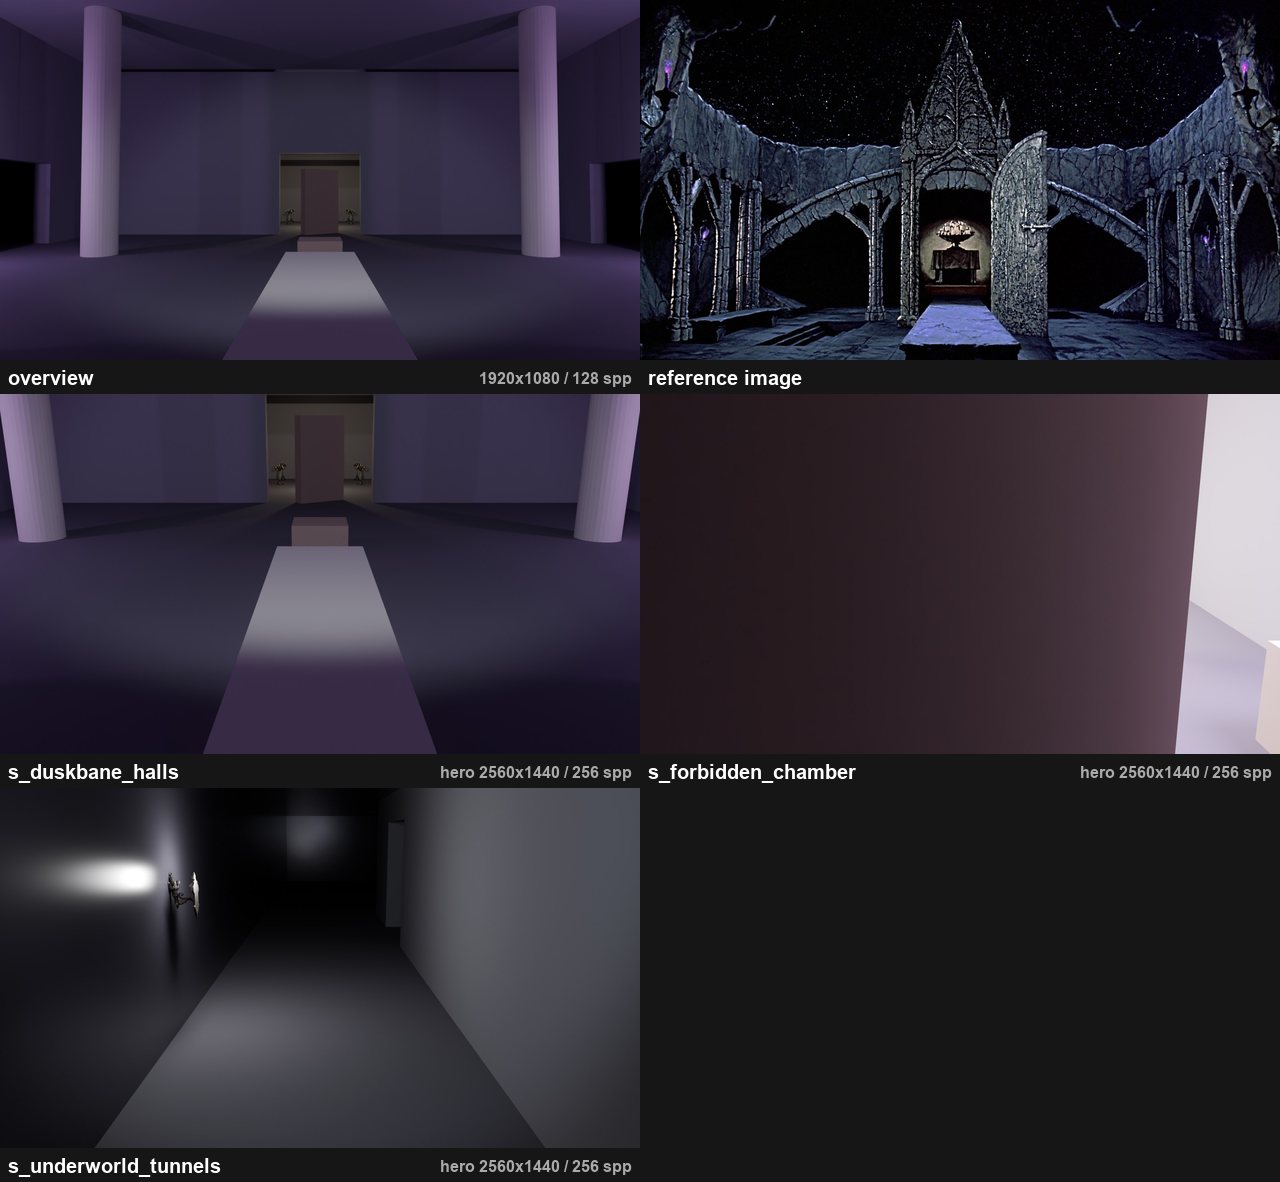 overview
1920x1080 / 128 spp
reference image
s_duskbane_halls
hero 2560x1440 / 256 spp
s_forbidden_chamber
hero 2560x1440 / 256 spp
s_underworld_tunnels
hero 2560x1440 / 256 spp